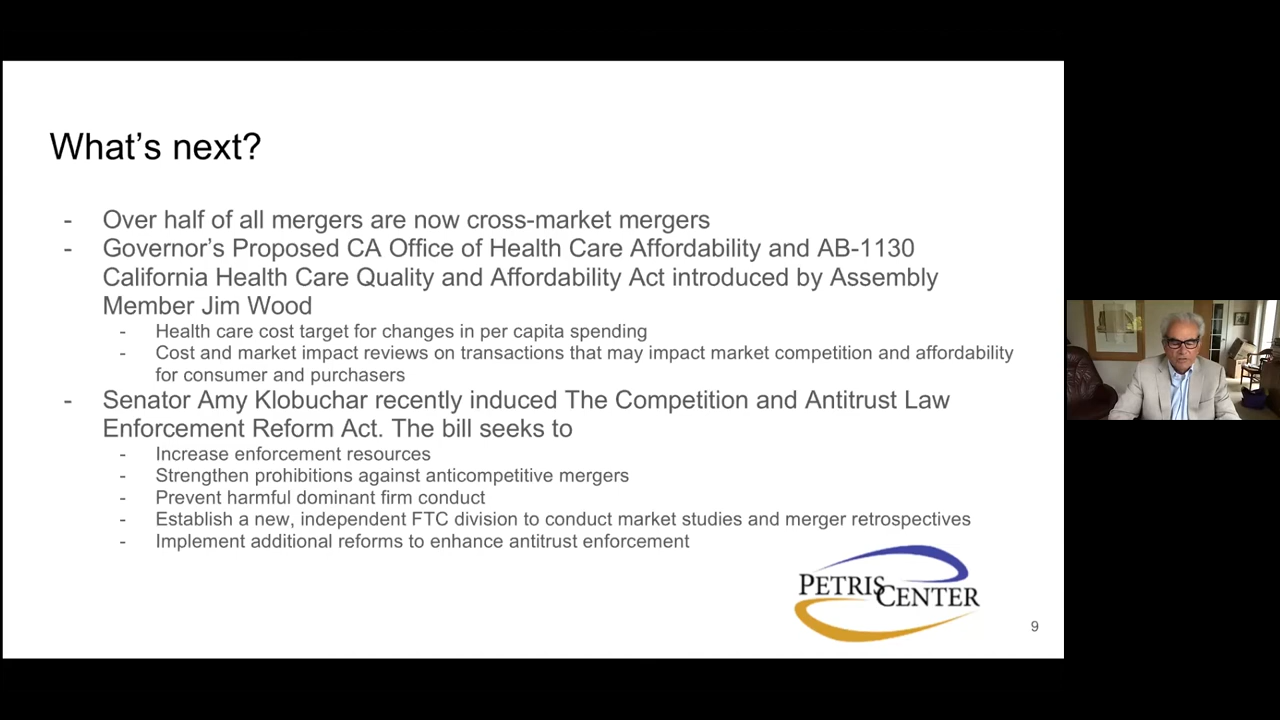 What's next?
- Over half of all mergers are now cross-market mergers
- Governor's Proposed CA Office of Health Care Affordability and AB-1130
California Health Care Quality and Affordability Act introduced by Assembly
Member Jim Wood
- Health care cost target for changes in per capita spending
- Cost and market impact reviews on transactions that may impact market competition and affordability
for consumer and purchasers
- Senator Amy Klobuchar recently induced The Competition and Antitrust Law
Enforcement Reform Act. The bill seeks to
- Increase enforcement resources
- Strengthen prohibitions against anticompetitive mergers
- Prevent harmful dominant firm conduct
- Establish a new, independent FTC division to conduct market studies and merger retrospectives
- Implement additional reforms to enhance antitrust enforcement
PETRIS CENTER
9